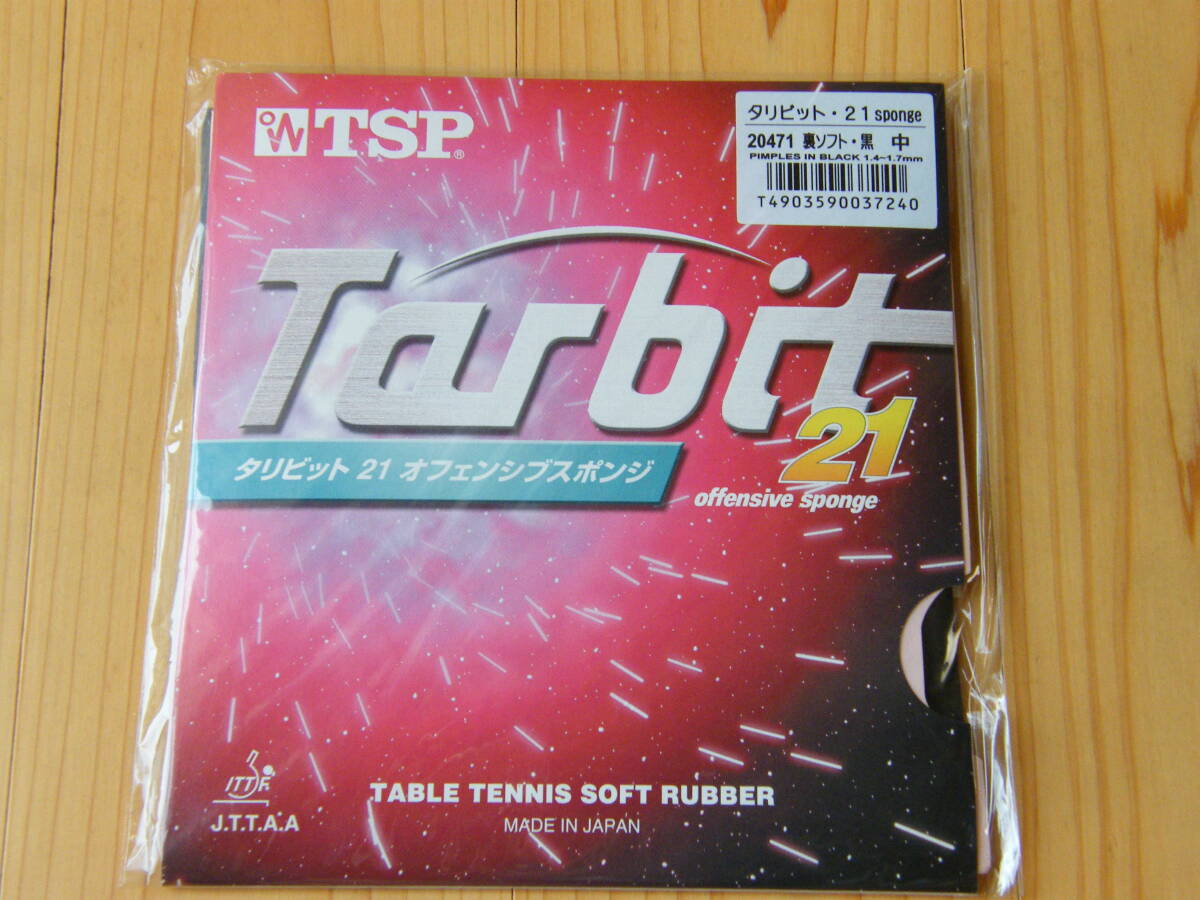 TSP®
タリビット・21sponge
20471 裏ソフト・黒 中
PIMPLES IN BLACK 1.4~1.7mm
T4903590037240
Tarbit
21
タリビット 21 オフェンシブスポンジ
offensive sponge
ITTF
J.T.T.A.A
TABLE TENNIS SOFT RUBBER
MADE IN JAPAN